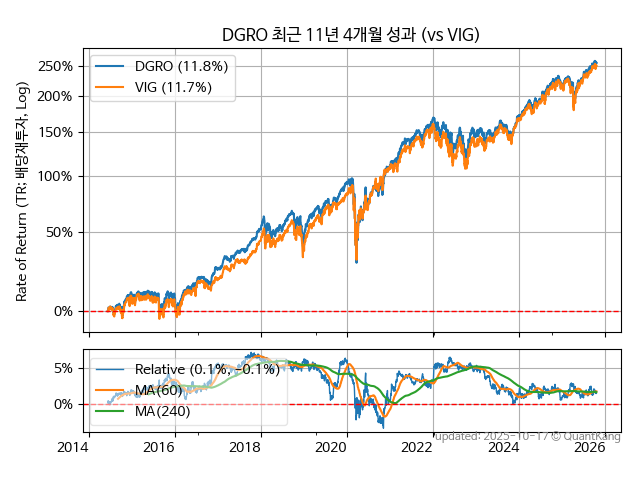 DGRO 최근 11년 4개월 성과 (vs VIG)
Rate of Return (TR; 배당재투자, Log)
DGRO (11.8%)
VIG (11.7%)
250%
200%
150%
100%
50%
0%
Relative (0.1%, −0.1%)
MA(60)
MA(240)
5%
0%
2014 2016 2018 2020 2022 2024 2026
updated: 2025-10-17 © QuantKang